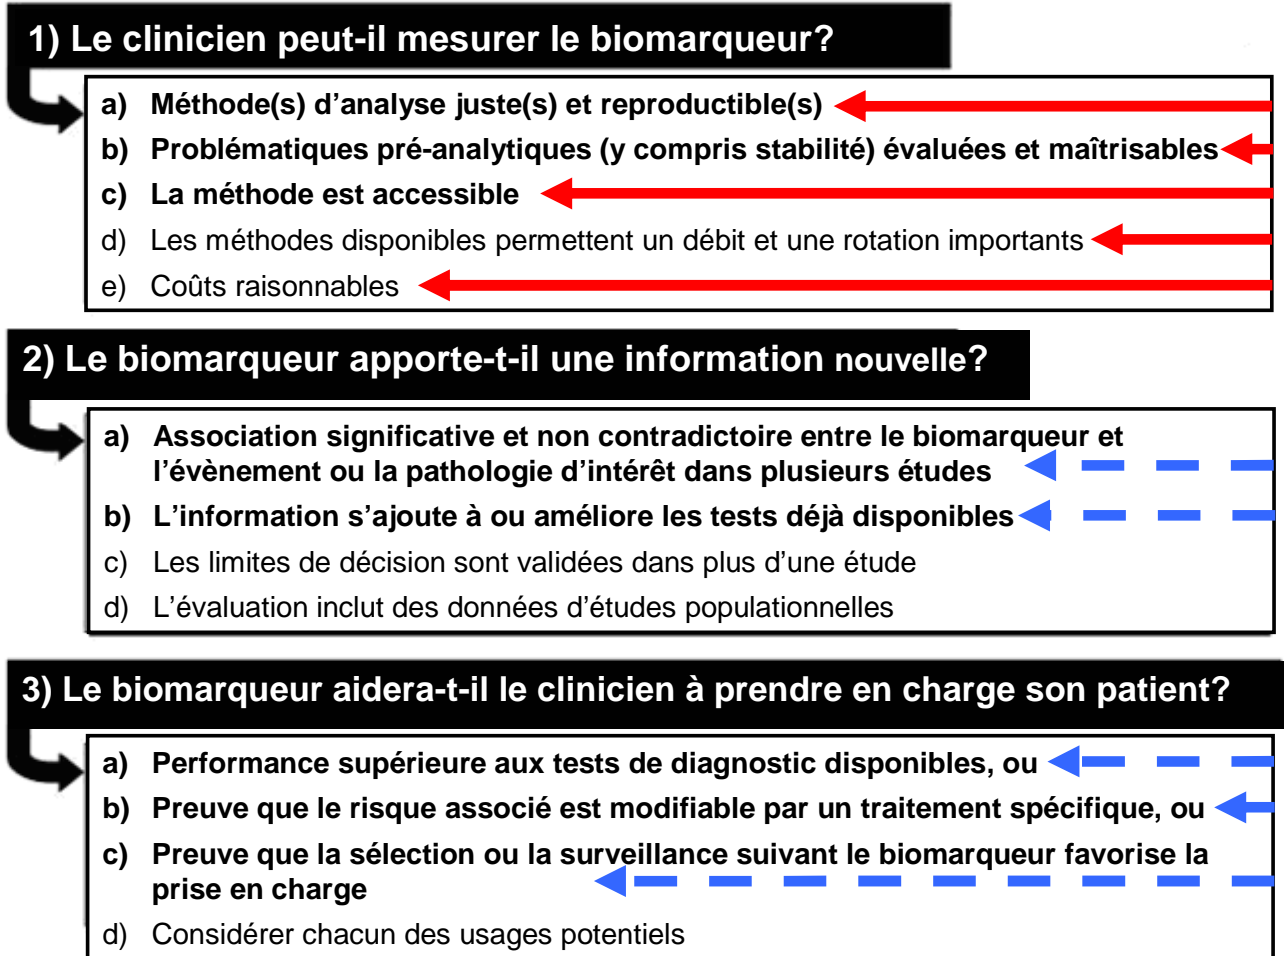 1) Le clinicien peut-il mesurer le biomarqueur?
a) Méthode(s) d'analyse juste(s) et reproductible(s)
b) Problématiques pré-analytiques (y compris stabilité) évaluées et maîtrisables
c) La méthode est accessible
d) Les méthodes disponibles permettent un débit et une rotation importants
e) Coûts raisonnables
2) Le biomarqueur apporte-t-il une information nouvelle?
a) Association significative et non contradictoire entre le biomarqueur et
l'évènement ou la pathologie d'intérêt dans plusieurs études
b) L'information s'ajoute à ou améliore les tests déjà disponibles
c) Les limites de décision sont validées dans plus d'une étude
d) L'évaluation inclut des données d'études populationnelles
3) Le biomarqueur aidera-t-il le clinicien à prendre en charge son patient?
a) Performance supérieure aux tests de diagnostic disponibles, ou
b) Preuve que le risque associé est modifiable par un traitement spécifique, ou
c) Preuve que la sélection ou la surveillance suivant le biomarqueur favorise la
prise en charge
d) Considérer chacun des usages potentiels